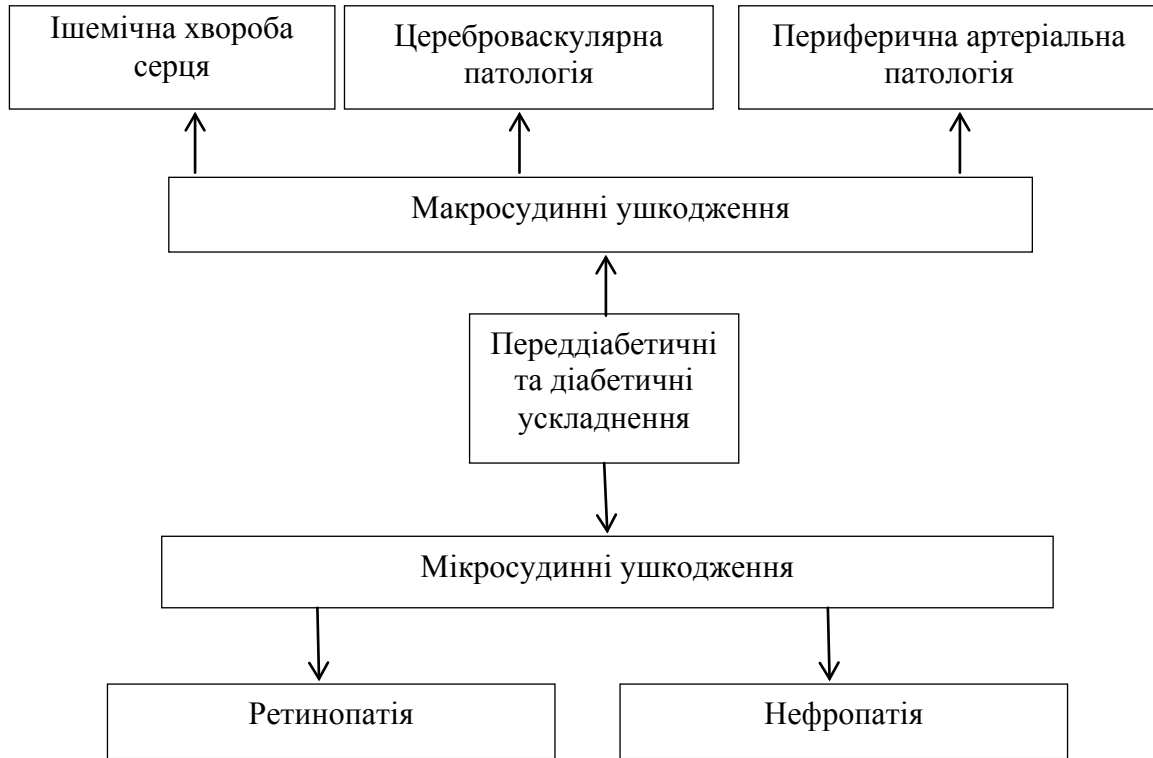 Ішемічна хвороба
серця
Цереброваскулярна
патологія
Периферична артеріальна
патологія
Макросудинні ушкодження
Переддіабетичні
та діабетичні
ускладнення
Мікросудинні ушкодження
Ретинопатія
Нефропатія